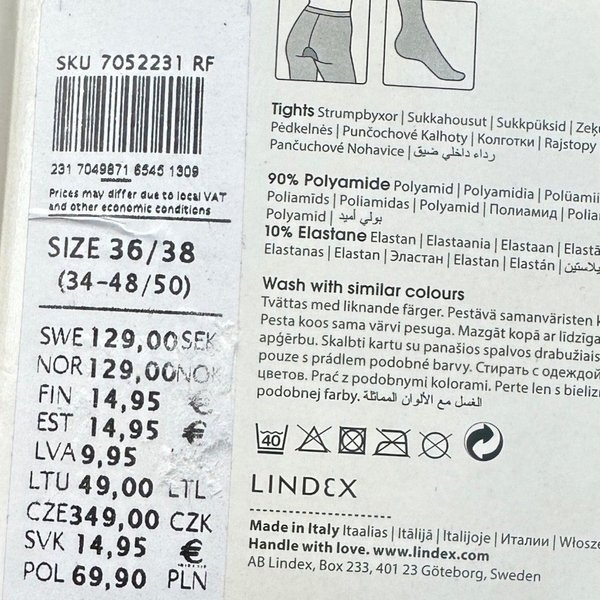 SKU 7052231 RF
231 7049871 6545 1309
Prices may differ due to local VAT
and other economic conditions
SIZE 36/38
(34-48/50)
SWE 129,00 SEK
NOR 129,00 NOK
FIN 14,95 €
EST 14,95 €
LVA 9,95
LTU 49,00 LTL
CZE 349,00 CZK
SVK 14,95 €
POL 69,90 PLN
Tights Strumpbyxor | Sukkahousut | Sukkpüksid |
Pėdkelnės | Punčochové Kalhoty | Колготки | Rajstopy
Pančuchové Nohavice | رداء داخلي ضيق
90% Polyamide Polyamid | Polyamidia |
Poliamīds | Poliamidas | Polyamid | Полиамид |
Polyamid | بولي أميد
10% Elastane Elastan | Elastaania | Elastaan |
Elastanas | Elastan | Эластан | Elastan | Elastán |
Wash with similar colours
Tvättas med liknande färger. Pestävä samanväristen
Pesta koos sama värvi pesuga. Mazgāt kopā ar līdzīga
apģērbu. Skalbti kartu su panašios spalvos drabužiais
pouze s prádlem podobné barvy. Стирать с одеждой
цветов. Prać z podobnymi kolorami. Perte len s bielizň
podobnej farby. الغسل مع الألوان المماثلة
40
LINDEX
Made in Italy Itaalias | Itālijā | Italijoje | Италии | Włosze
Handle with love. www.lindex.com
AB Lindex, Box 233, 401 23 Göteborg, Sweden